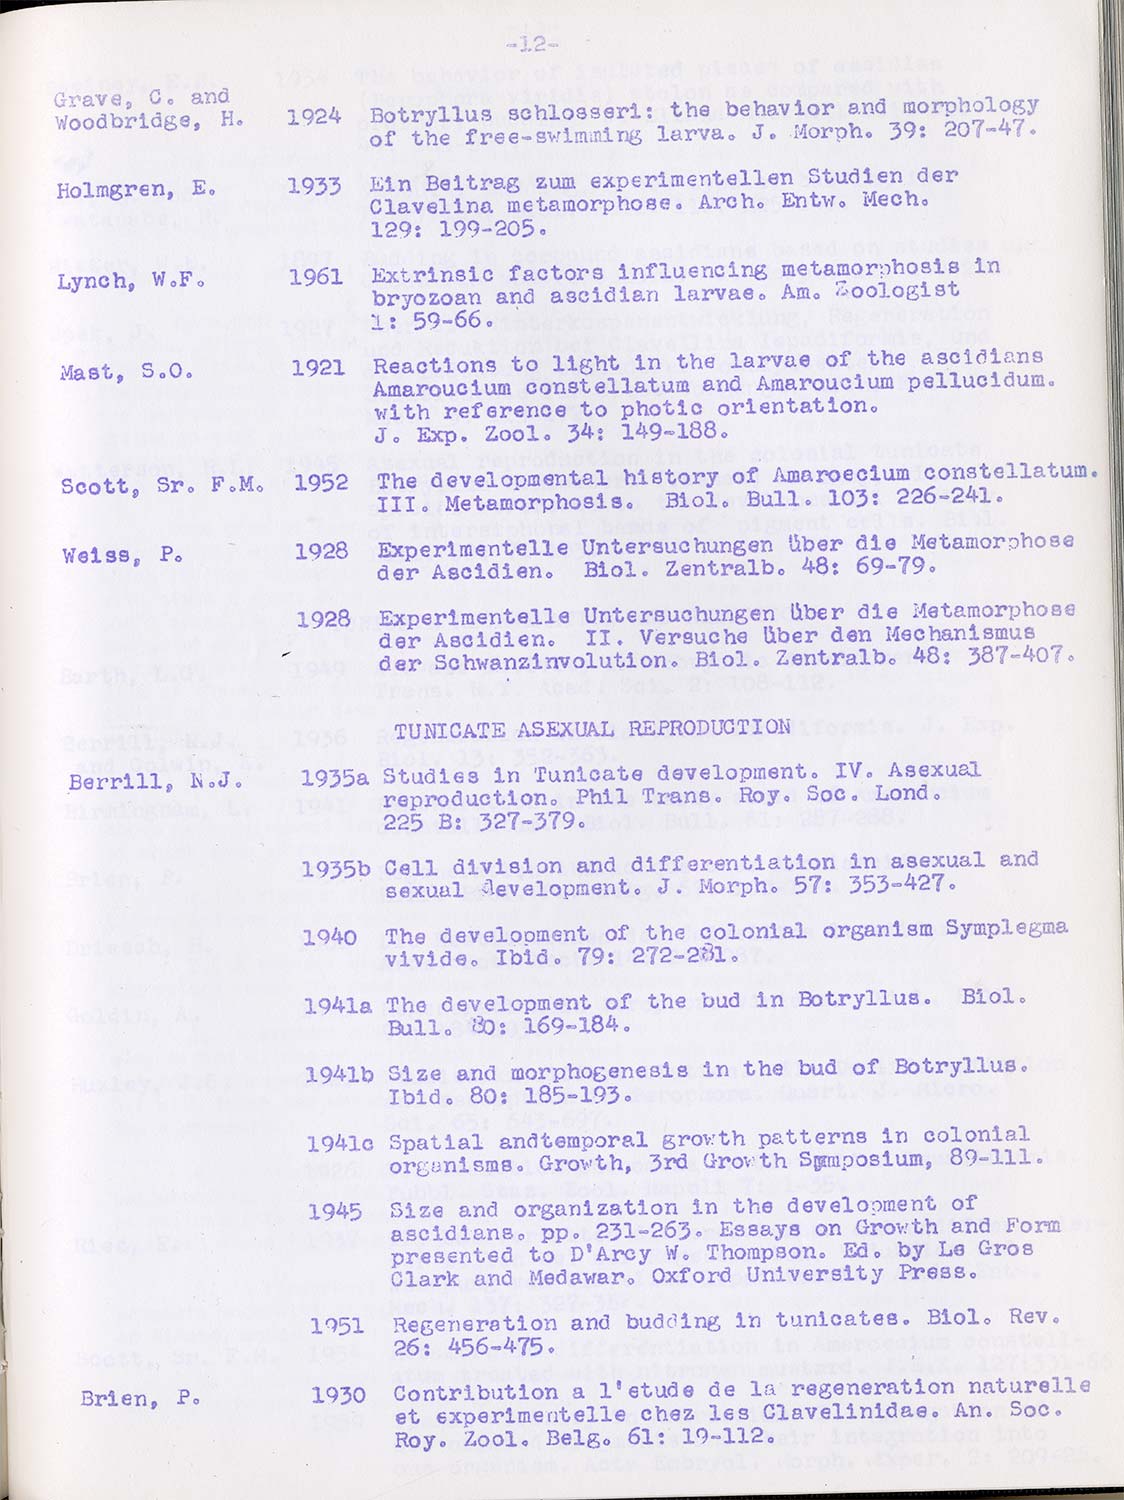 -12-
Grave, C. and
Woodbridge, H. 1924 Botryllus schlosseri: the behavior and morphology
of the free-swimming larva. J. Morph. 39: 207-47.
Holmgren, E. 1933 Ein Beitrag zum experimentellen Studien der
Clavelina metamorphose. Arch. Entw. Mech.
129: 199-205.
Lynch, W.F. 1961 Extrinsic factors influencing metamorphosis in
bryozoan and ascidian larvae. Am. Zoologist
1: 59-66.
Mast, S.O. 1921 Reactions to light in the larvae of the ascidians
Amaroucium constellatum and Amaroucium pellucidum.
with reference to photic orientation.
J. Exp. Zool. 34: 149-188.
Scott, Sr. F.M. 1952 The developmental history of Amaroecium constellatum.
III. Metamorphosis. Biol. Bull. 103: 226-241.
Weiss, P. 1928 Experimentelle Untersuchungen über die Metamorphose
der Ascidien. Biol. Zentralb. 48: 69-79.
1928 Experimentelle Untersuchungen über die Metamorphose
der Ascidien. II. Versuche über den Mechanismus
der Schwanzinvolution. Biol. Zentralb. 48: 387-407.
TUNICATE ASEXUAL REPRODUCTION
Berrill, N.J. 1935a Studies in Tunicate development. IV. Asexual
reproduction. Phil Trans. Roy. Soc. Lond.
225 B: 327-379.
1935b Cell division and differentiation in asexual and
sexual development. J. Morph. 57: 353-427.
1940 The development of the colonial organism Symplegma
vivide. Ibid. 79: 272-281.
1941a The development of the bud in Botryllus. Biol.
Bull. 80: 169-184.
1941b Size and morphogenesis in the bud of Botryllus.
Ibid. 80: 185-193.
1941c Spatial andtemporal growth patterns in colonial
organisms. Growth, 3rd Growth Symposium, 89-111.
1945 Size and organization in the development of
ascidians. pp. 231-263. Essays on Growth and Form
presented to D'Arcy W. Thompson. Ed. by Le Gros
Clark and Medawar. Oxford University Press.
1951 Regeneration and budding in tunicates. Biol. Rev.
26: 456-475.
Brien, P. 1930 Contribution a l'etude de la regeneration naturelle
et experimentelle chez les Clavelinidae. An. Soc.
Roy. Zool. Belg. 61: 19-112.